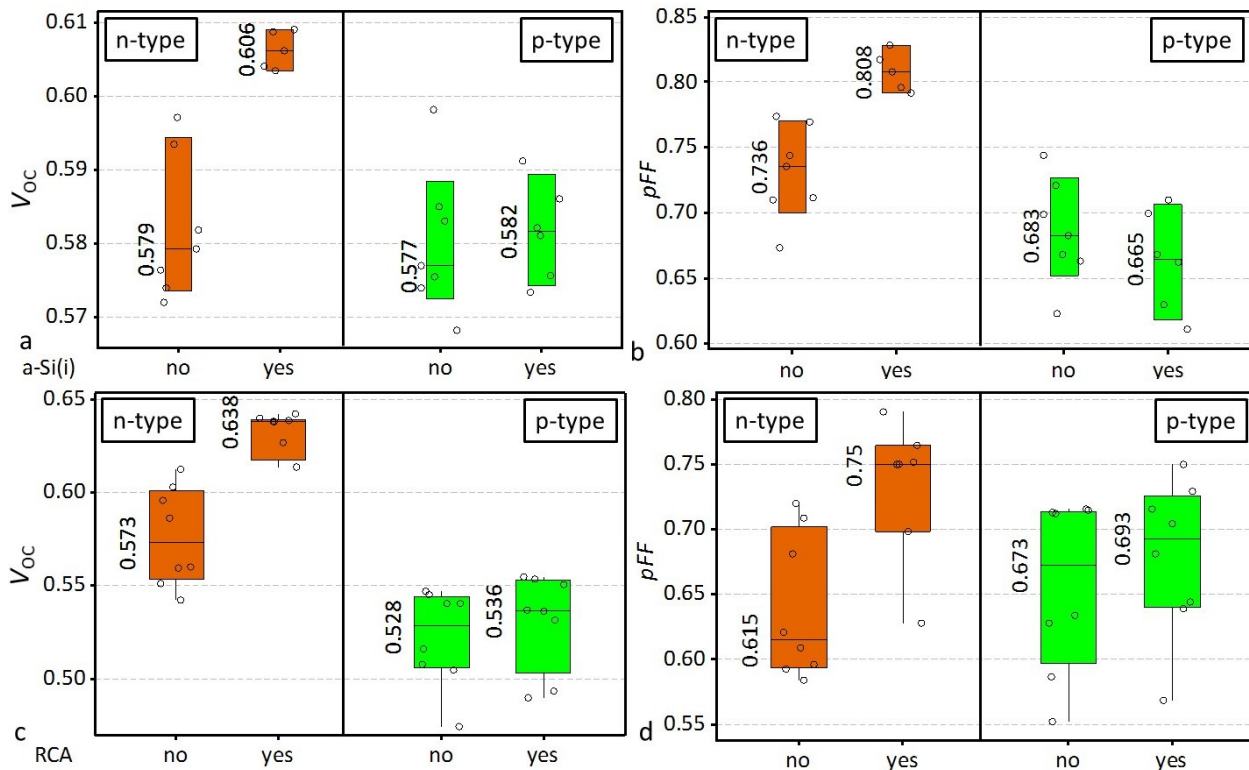 0.61
0.60
0.59
0.58
0.57
V_OC
n-type
p-type
0.579
0.606
0.577
0.582
a
a-Si(i)
no
yes
no
yes
0.85
0.80
0.75
0.70
0.65
0.60
pFF
n-type
p-type
0.736
0.808
0.683
0.665
b
no
yes
no
yes
0.65
0.60
0.55
0.50
V_OC
n-type
p-type
0.573
0.638
0.528
0.536
c
RCA
no
yes
no
yes
0.80
0.75
0.70
0.65
0.60
0.55
pFF
n-type
p-type
0.615
0.75
0.673
0.693
d
no
yes
no
yes